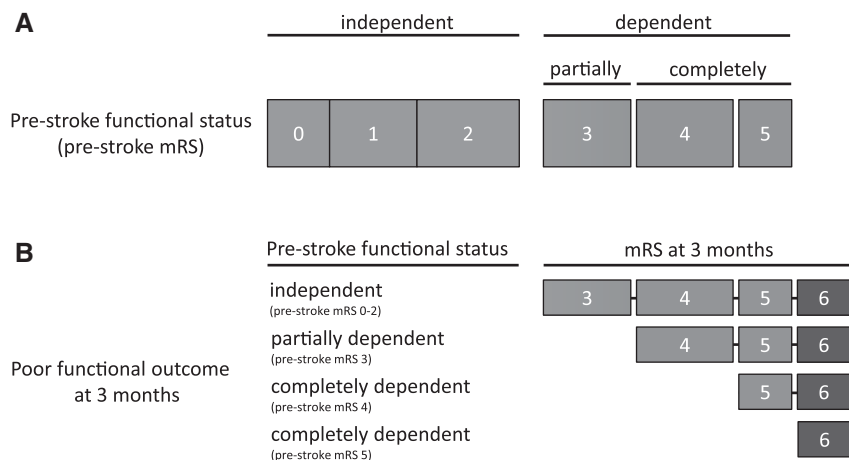 A
independent
dependent
partially
completely
Pre-stroke functional status
(pre-stroke mRS)
0
1
2
3
4
5
B
Pre-stroke functional status
mRS at 3 months
Poor functional outcome
at 3 months
independent
(pre-stroke mRS 0-2)
3
4
5
6
partially dependent
(pre-stroke mRS 3)
4
5
6
completely dependent
(pre-stroke mRS 4)
5
6
completely dependent
(pre-stroke mRS 5)
6